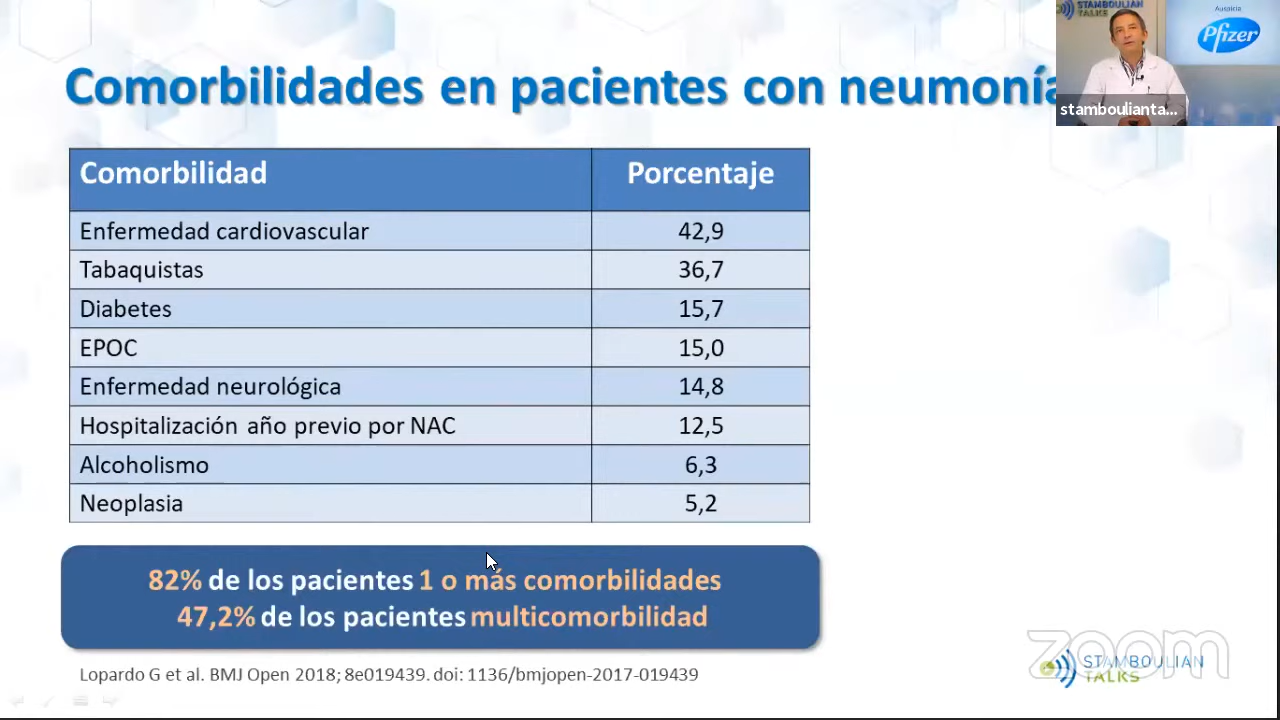 STAMBOULIAN
TALKS
Auspicia
Pfizer
stamboulianta...
Comorbilidades en pacientes con neumonía
Comorbilidad Porcentaje
Enfermedad cardiovascular 42,9
Tabaquistas 36,7
Diabetes 15,7
EPOC 15,0
Enfermedad neurológica 14,8
Hospitalización año previo por NAC 12,5
Alcoholismo 6,3
Neoplasia 5,2
82% de los pacientes 1 o más comorbilidades
47,2% de los pacientes multicomorbilidad
Lopardo G et al. BMJ Open 2018; 8e019439. doi: 1136/bmjopen-2017-019439
zoom
STAMBOULIAN
TALKS